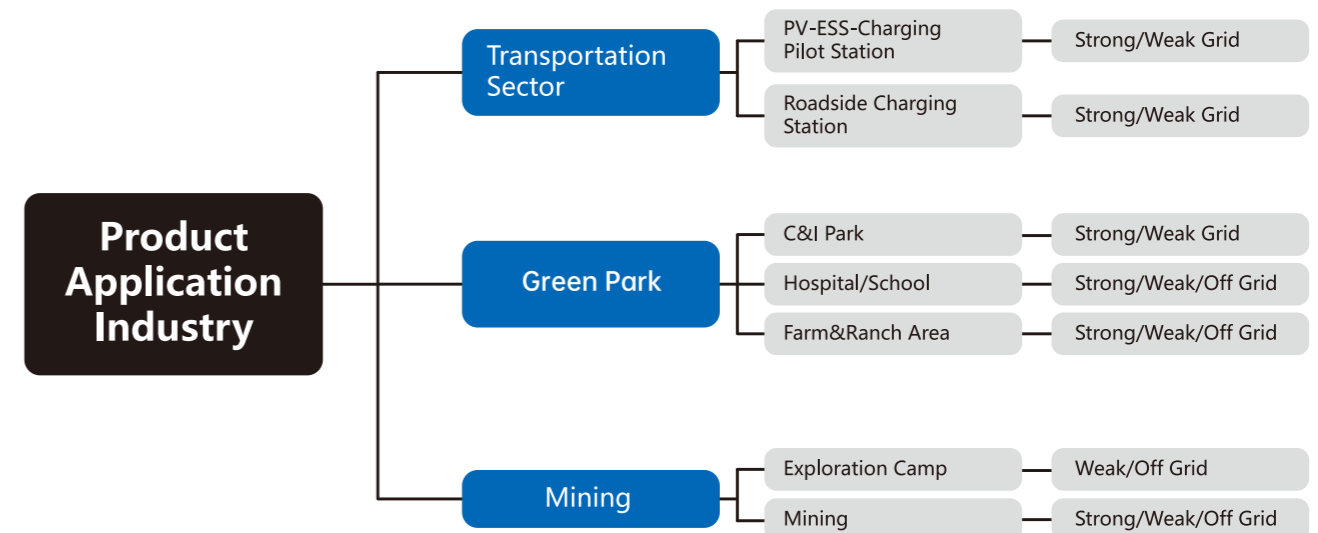 Product
Application
Industry
Transportation
Sector
PV-ESS-Charging
Pilot Station
Strong/Weak Grid
Roadside Charging
Station
Strong/Weak Grid
Green Park
C&I Park
Strong/Weak Grid
Hospital/School
Strong/Weak/Off Grid
Farm&Ranch Area
Strong/Weak/Off Grid
Mining
Exploration Camp
Weak/Off Grid
Mining
Strong/Weak/Off Grid